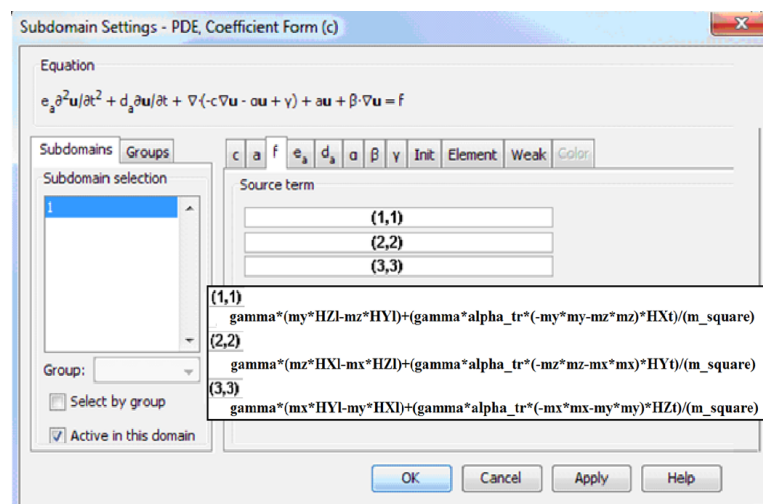 Subdomain Settings - PDE, Coefficient Form (c)
x
Equation
eₐ∂²u/∂t² + dₐ∂u/∂t + ∇·(-c∇u - αu + γ) + au + β·∇u = f
Subdomains Groups
c a f eₐ dₐ α β γ Init Element Weak Color
Subdomain selection
Source term
1
(1,1)
(2,2)
(3,3)
(1,1)
gamma*(my*HZl-mz*HYl)+(gamma*alpha_tr*(-my*my-mz*mz)*HXt)/(m_square)
(2,2)
gamma*(mz*HXl-mx*HZl)+(gamma*alpha_tr*(-mz*mz-mx*mx)*HYt)/(m_square)
(3,3)
gamma*(mx*HYl-my*HXl)+(gamma*alpha_tr*(-mx*mx-my*my)*HZt)/(m_square)
Group:
Select by group
Active in this domain
OK Cancel Apply Help